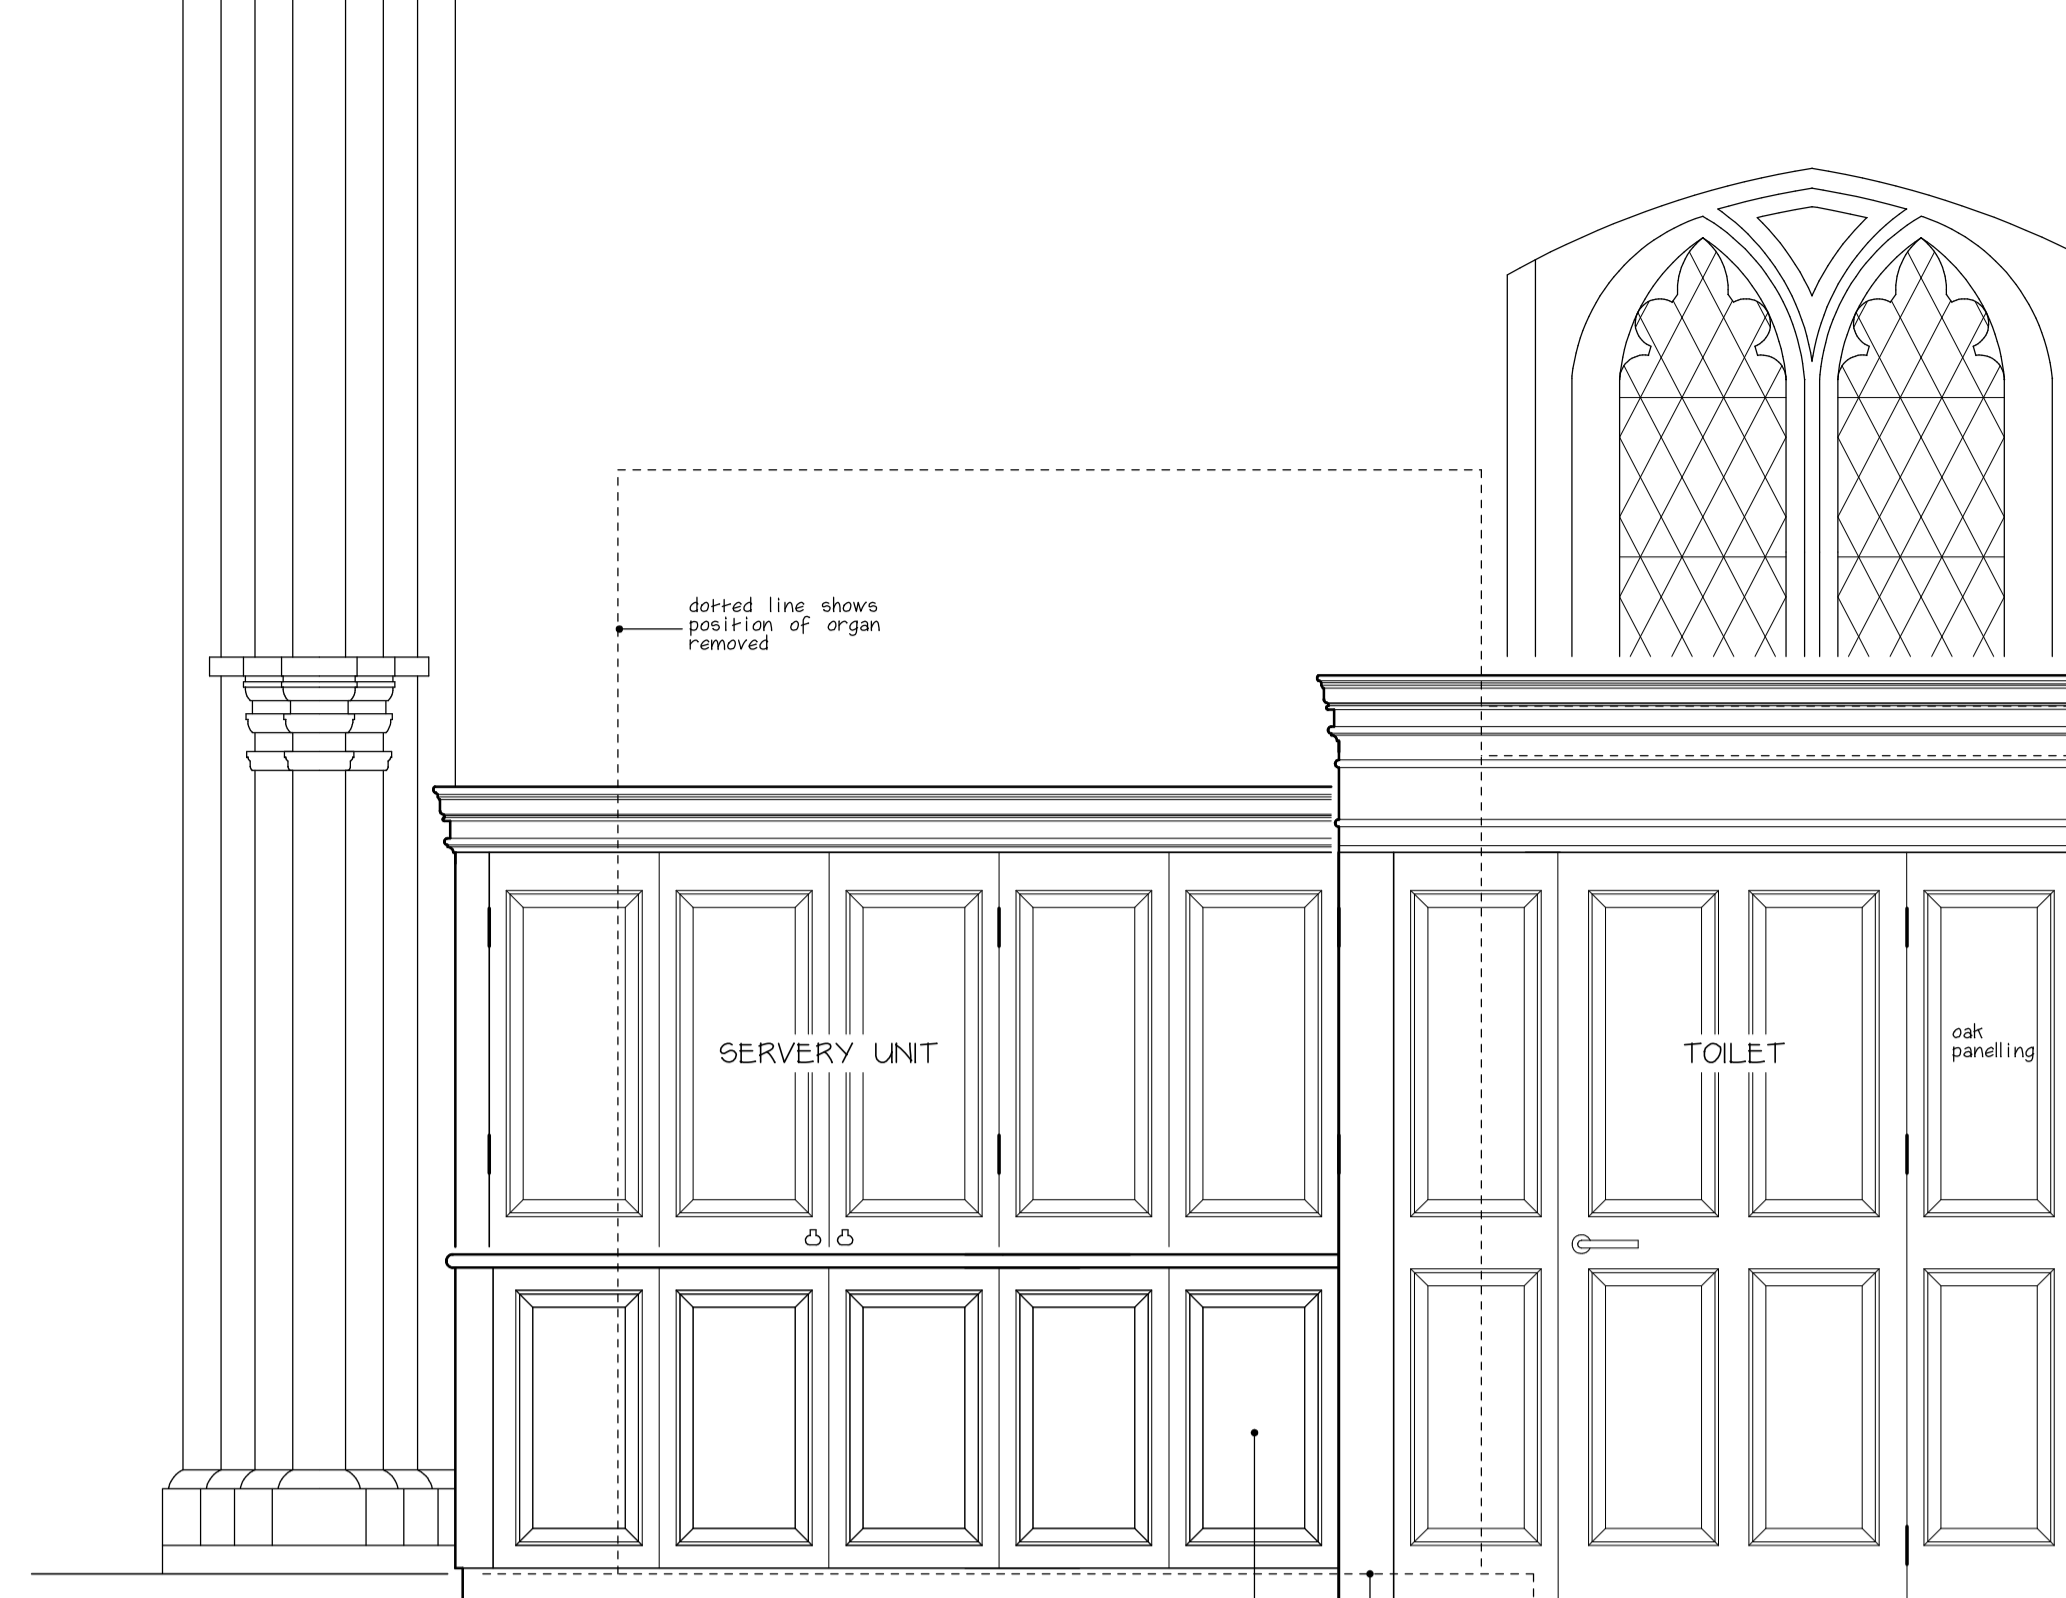 dotted line shows
position of organ
removed
SERVERY UNIT
TOILET
oak
panelling